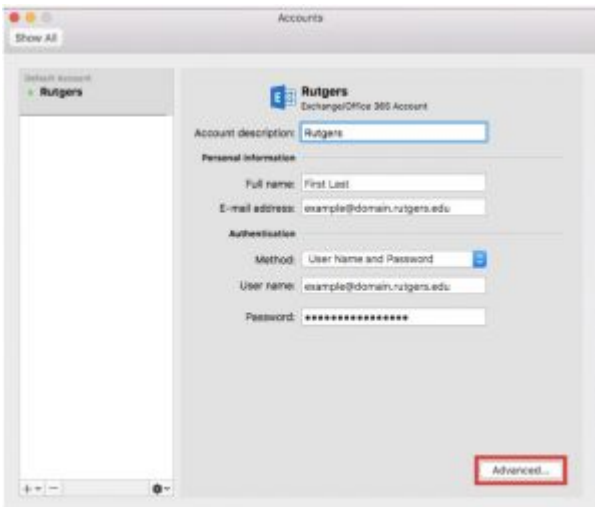 Accounts
Show All
Default Account
Rutgers
Rutgers
Exchange/Office 365 Account
Account description: Rutgers
Personal information
Full name: First Last
E-mail address: example@domain.rutgers.edu
Authentication
Method: User Name and Password
User name: example@domain.rutgers.edu
Password: ••••••••••••••••
Advanced...